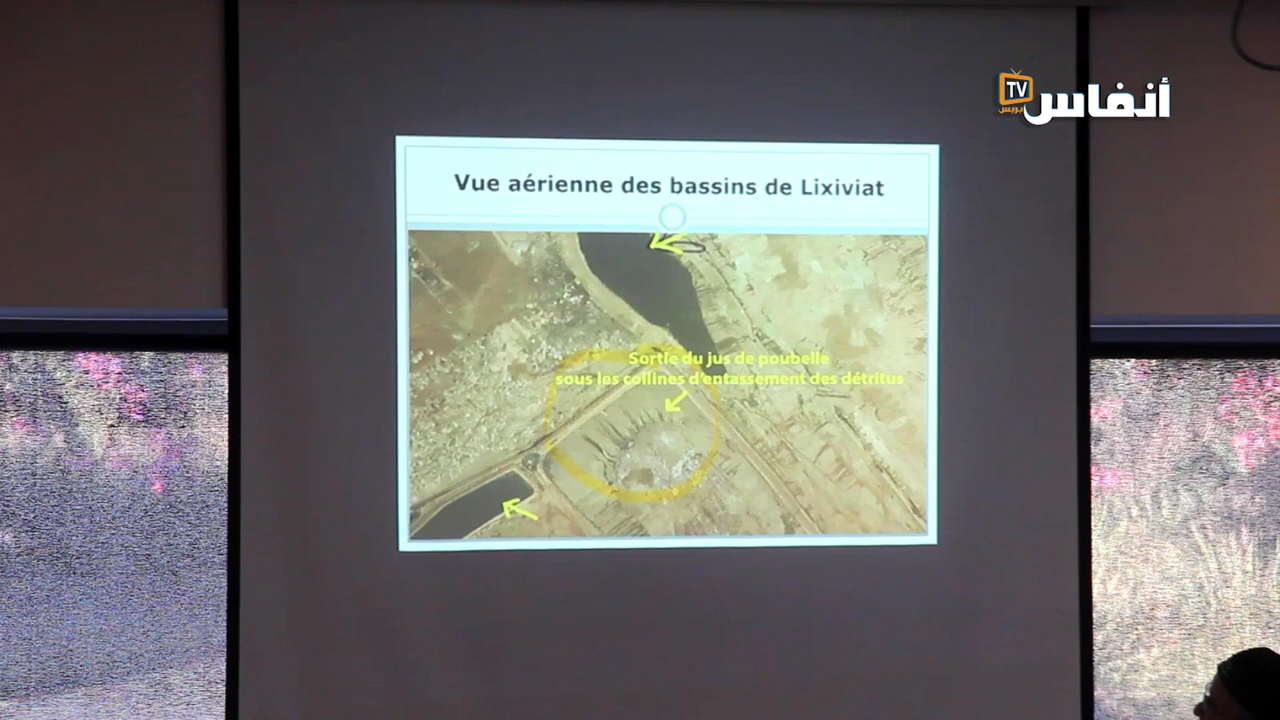 TV
أنفاس
بريس
Vue aérienne des bassins de Lixiviat
Sortie du jus de poubelle
sous les collines d'entassement des détritus